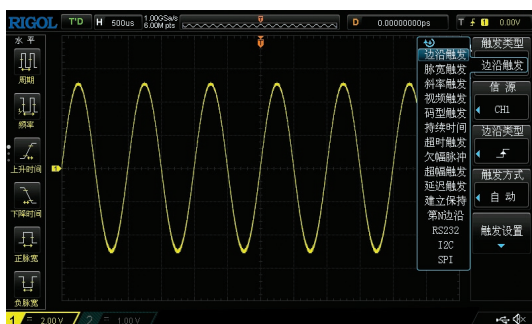 RIGOL T'D H 500us 1.00GSa/s D 0.00000000ps T 1 0.00V
6.00M pts
水平
周期
频率
上升时间
下降时间
正脉宽
负脉宽
T
1
边沿触发
脉宽触发
斜率触发
视频触发
码型触发
持续时间
超时触发
欠幅脉冲
超幅触发
延迟触发
建立保持
第N边沿
RS232
I2C
SPI
触发类型
边沿触发
信源
CH1
边沿类型
触发方式
自动
触发设置
1 = 2.00 V 2 = 1.00 V